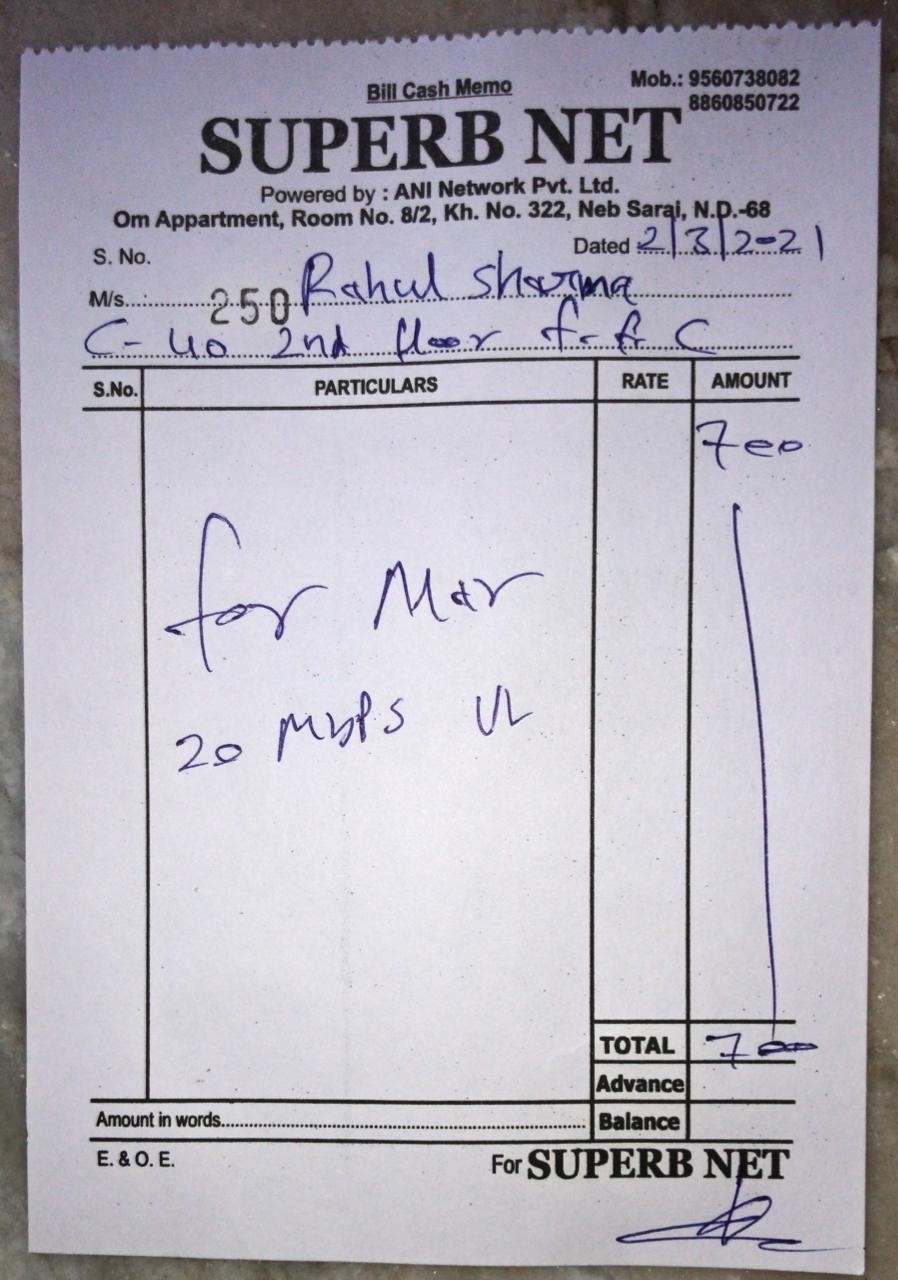 Bill Cash Memo
Mob.: 9560738082
8860850722
SUPERB NET
Powered by : ANI Network Pvt. Ltd.
Om Appartment, Room No. 8/2, Kh. No. 322, Neb Sarai, N.D.-68
S. No. 250 Dated 2/3/2021
M/s. Rahul Sharma
C-40 2nd floor
S.No. PARTICULARS RATE AMOUNT
700
for Mar
20 Mbps UL
TOTAL 700
Advance
Amount in words. Balance
E. & O. E. For SUPERB NET